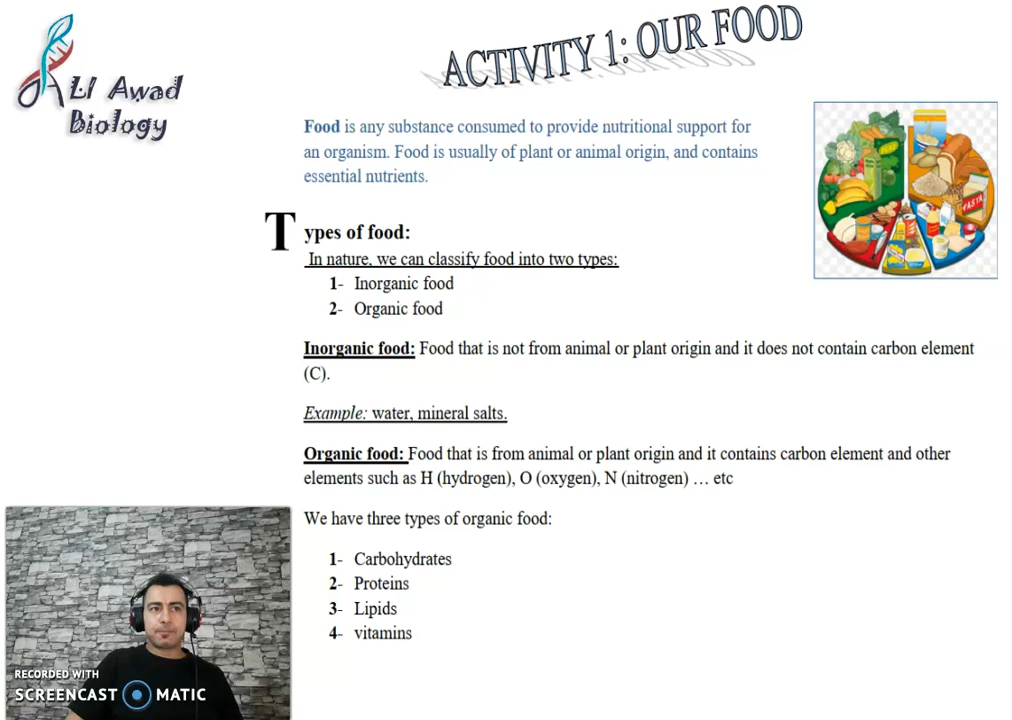 ALI Awad
Biology
ACTIVITY 1: OUR FOOD
Food is any substance consumed to provide nutritional support for
an organism. Food is usually of plant or animal origin, and contains
essential nutrients.
Types of food:
In nature, we can classify food into two types:
1- Inorganic food
2- Organic food
Inorganic food: Food that is not from animal or plant origin and it does not contain carbon element
(C).
Example: water, mineral salts.
Organic food: Food that is from animal or plant origin and it contains carbon element and other
elements such as H (hydrogen), O (oxygen), N (nitrogen) … etc
We have three types of organic food:
1- Carbohydrates
2- Proteins
3- Lipids
4- vitamins
PASTA
RECORDED WITH
SCREENCAST MATIC